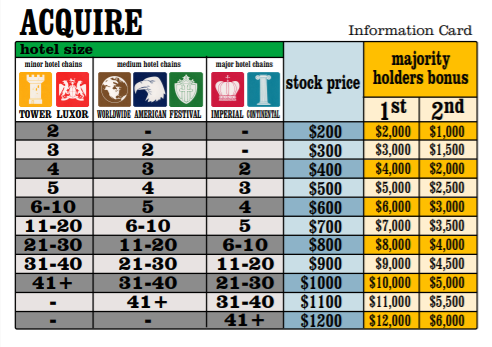 ACQUIRE
Information Card
hotel size
minor hotel chains medium hotel chains major hotel chains
TOWER LUXOR WORLDWIDE AMERICAN FESTIVAL IMPERIAL CONTINENTAL
stock price
majority
holders bonus
1st 2nd
2 - - $200 $2,000 $1,000
3 2 - $300 $3,000 $1,500
4 3 2 $400 $4,000 $2,000
5 4 3 $500 $5,000 $2,500
6-10 5 4 $600 $6,000 $3,000
11-20 6-10 5 $700 $7,000 $3,500
21-30 11-20 6-10 $800 $8,000 $4,000
31-40 21-30 11-20 $900 $9,000 $4,500
41+ 31-40 21-30 $1000 $10,000 $5,000
- 41+ 31-40 $1100 $11,000 $5,500
- - 41+ $1200 $12,000 $6,000